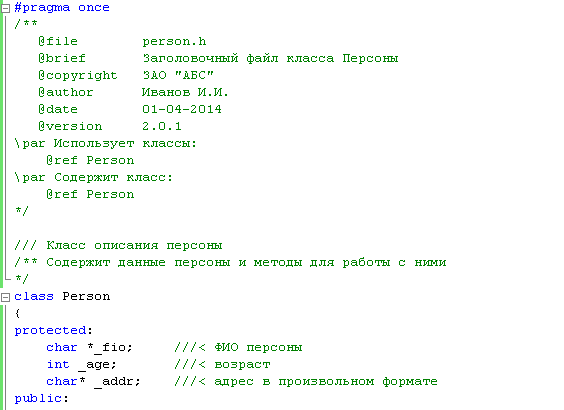 #pragma once
/**
   @file        person.h
   @brief       Заголовочный файл класса Персоны
   @copyright   ЗАО "АБС"
   @author      Иванов И.И.
   @date        01-04-2014
   @version     2.0.1
\par Использует классы:
    @ref Person
\par Содержит класс:
    @ref Person
*/
/// Класс описания персоны
/** Содержит данные персоны и методы для работы с ними
*/
class Person
{
protected:
    char *_fio;     ///< ФИО персоны
    int _age;       ///< возраст
    char* _addr;    ///< адрес в произвольном формате
public: